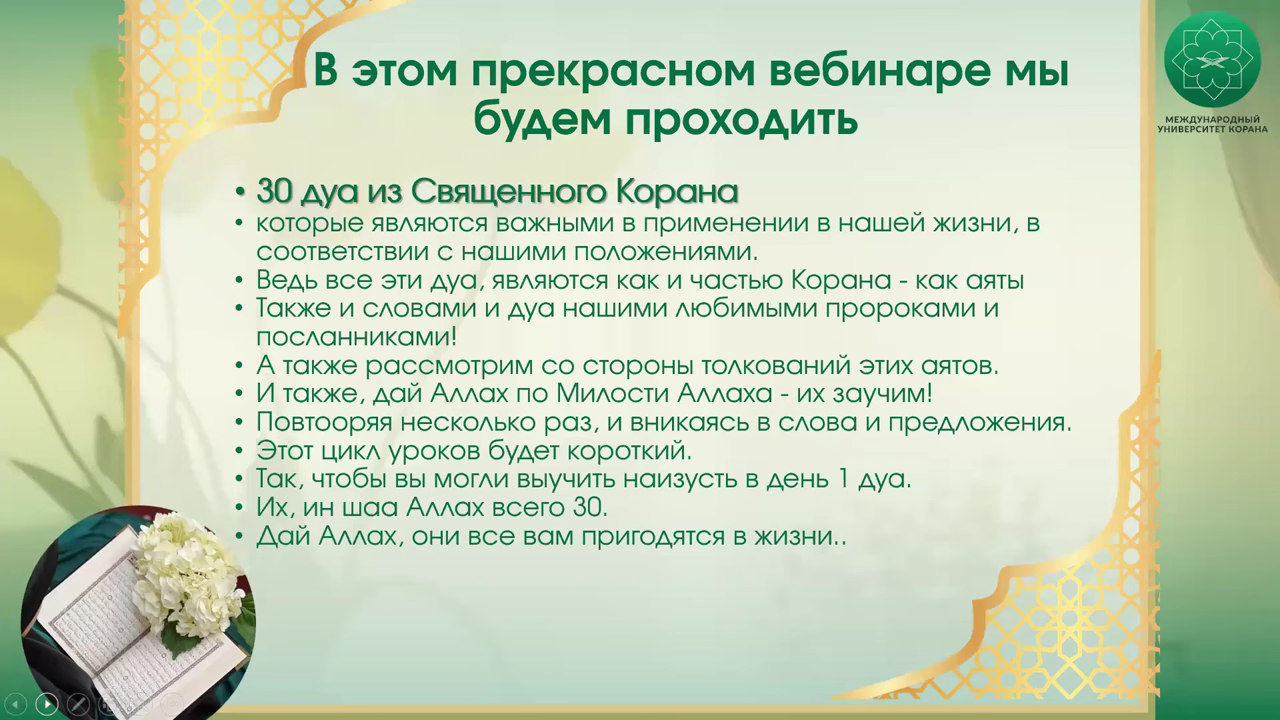 В этом прекрасном вебинаре мы
будем проходить
МЕЖДУНАРОДНЫЙ
УНИВЕРСИТЕТ КОРАНА
• 30 дуа из Священного Корана
• которые являются важными в применении в нашей жизни, в
соответствии с нашими положениями.
• Ведь все эти дуа, являются как и частью Корана - как аяты
• Также и словами и дуа нашими любимыми пророками и
посланниками!
• А также рассмотрим со стороны толкований этих аятов.
• И также, дай Аллах по Милости Аллаха - их заучим!
• Повтооряя несколько раз, и вникаясь в слова и предложения.
• Этот цикл уроков будет короткий.
• Так, чтобы вы могли выучить наизусть в день 1 дуа.
• Их, ин шаа Аллах всего 30.
• Дай Аллах, они все вам пригодятся в жизни..